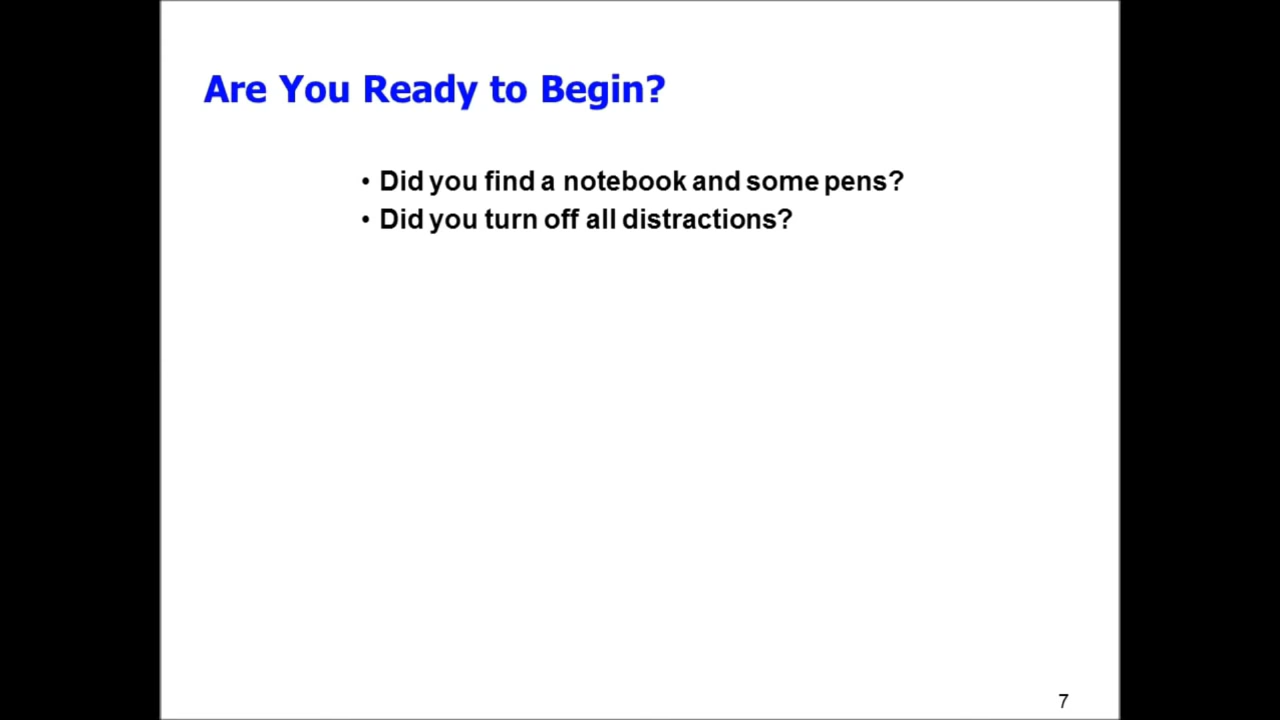 Are You Ready to Begin?
• Did you find a notebook and some pens?
• Did you turn off all distractions?
7